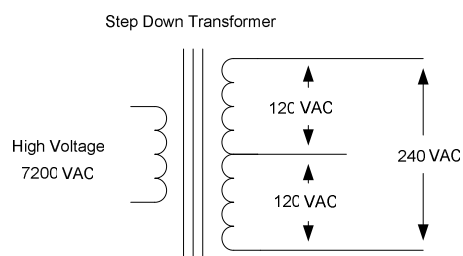 Step Down Transformer
120 VAC
High Voltage
7200 VAC
240 VAC
120 VAC